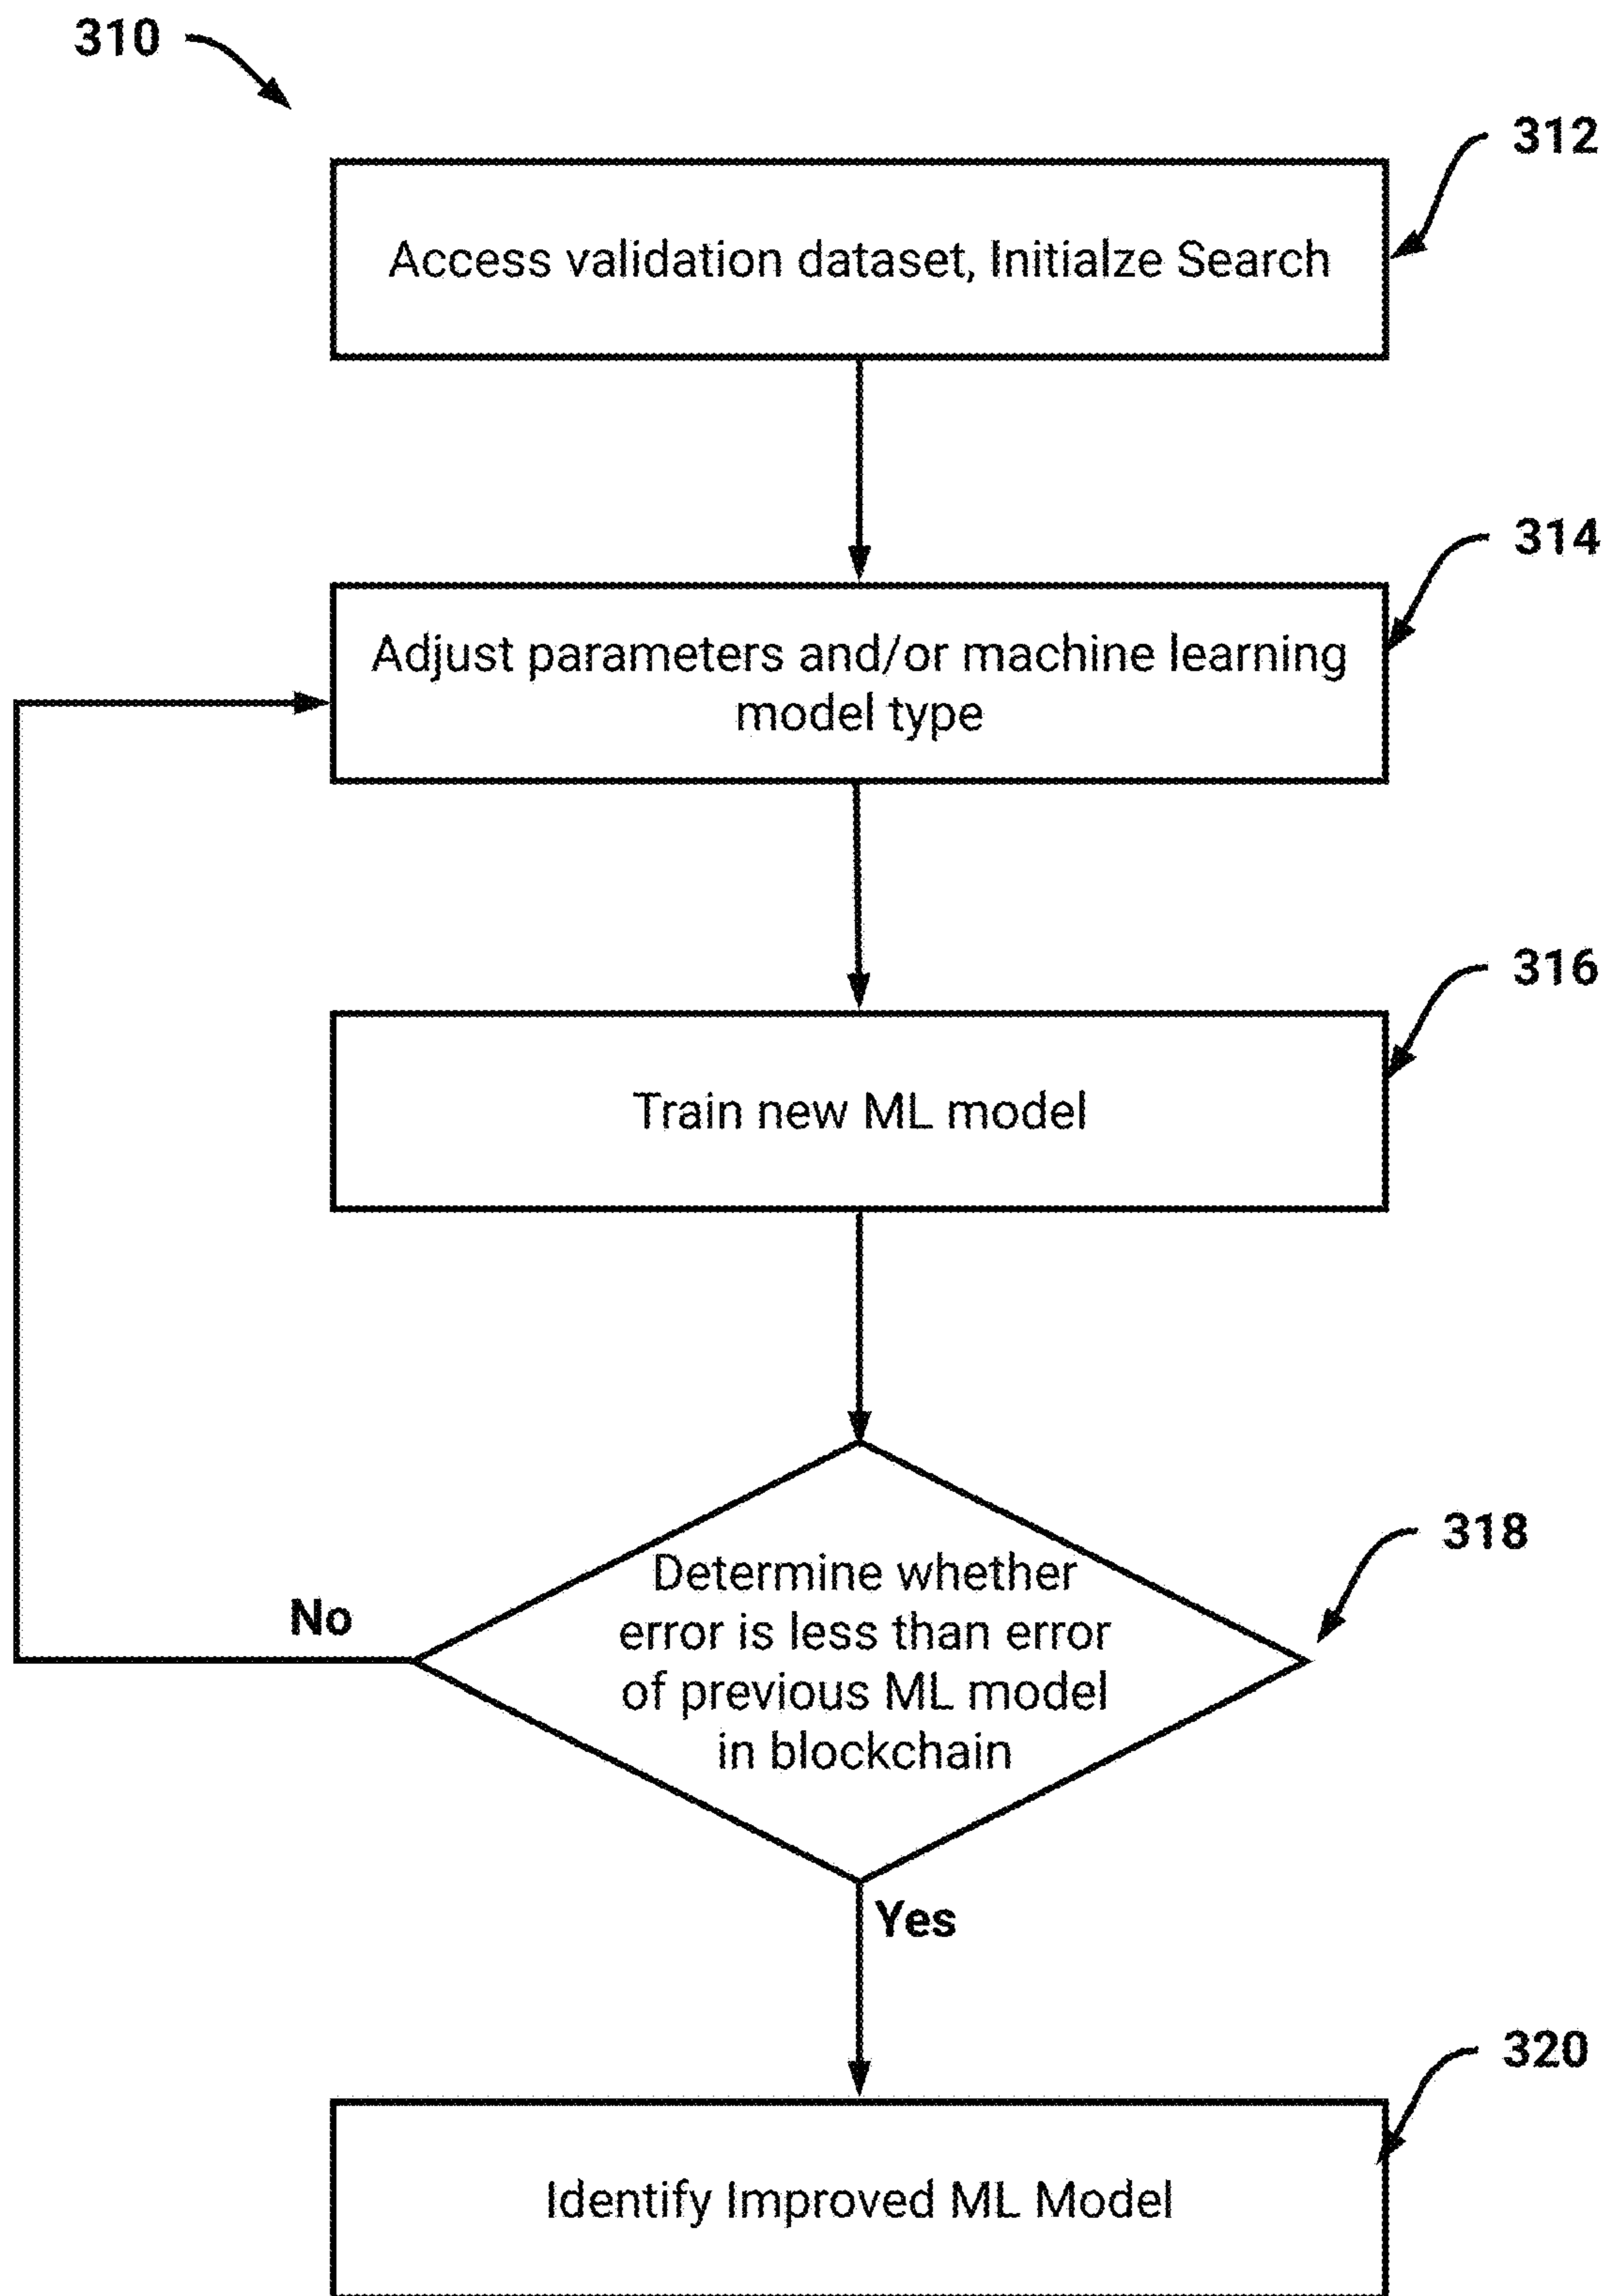 310
312
Access validation dataset, Initialze Search
314
Adjust parameters and/or machine learning
model type
316
Train new ML model
318
Determine whether
error is less than error
of previous ML model
in blockchain
No
Yes
320
Identify Improved ML Model